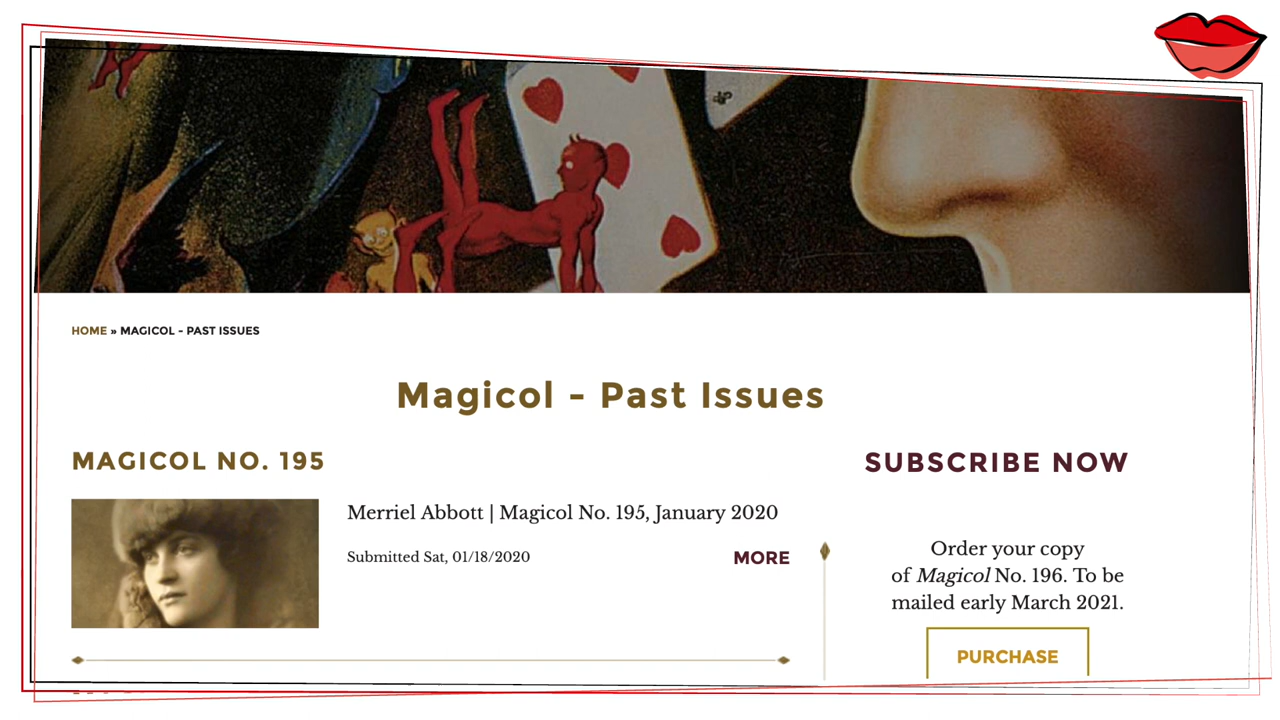 HOME » MAGICOL - PAST ISSUES
Magicol - Past Issues
MAGICOL NO. 195
Merriel Abbott | Magicol No. 195, January 2020
Submitted Sat, 01/18/2020
MORE
SUBSCRIBE NOW
Order your copy
of Magicol No. 196. To be
mailed early March 2021.
PURCHASE